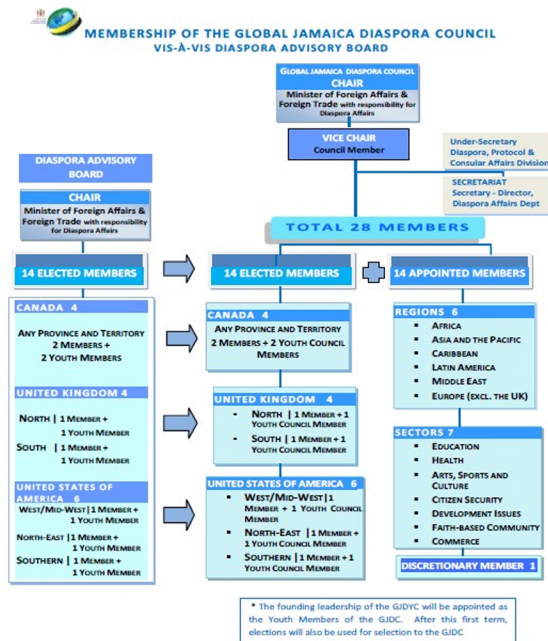 MEMBERSHIP OF THE GLOBAL JAMAICA DIASPORA COUNCIL
VIS-À-VIS DIASPORA ADVISORY BOARD
GLOBAL JAMAICA DIASPORA COUNCIL
CHAIR
Minister of Foreign Affairs &
Foreign Trade with responsibility for
Diaspora Affairs
VICE CHAIR
Council Member
Under-Secretary
Diaspora, Protocol &
Consular Affairs Division
SECRETARIAT
Secretary - Director,
Diaspora Affairs Dept
DIASPORA ADVISORY
BOARD
CHAIR
Minister of Foreign Affairs &
Foreign Trade with responsibility
for Diaspora Affairs
TOTAL 28 MEMBERS
14 ELECTED MEMBERS
14 ELECTED MEMBERS
14 APPOINTED MEMBERS
CANADA 4
ANY PROVINCE AND TERRITORY
2 MEMBERS +
2 YOUTH MEMBERS
UNITED KINGDOM 4
NORTH | 1 MEMBER +
1 YOUTH MEMBER
SOUTH | 1 MEMBER +
1 YOUTH MEMBER
UNITED STATES OF
AMERICA 6
WEST/MID-WEST|1 MEMBER +
1 YOUTH MEMBER
NORTH-EAST |1 MEMBER +
1 YOUTH MEMBER
SOUTHERN | 1 MEMBER +
1 YOUTH MEMBER
CANADA 4
ANY PROVINCE AND TERRITORY
2 MEMBERS + 2 YOUTH COUNCIL
MEMBERS
UNITED KINGDOM 4
- NORTH | 1 MEMBER + 1
YOUTH COUNCIL MEMBER
- SOUTH | 1 MEMBER + 1
YOUTH COUNCIL MEMBER
UNITED STATES OF AMERICA 6
▪ WEST/MID-WEST|1
MEMBER + 1 YOUTH COUNCIL
MEMBER
▪ NORTH-EAST |1 MEMBER +
1 YOUTH COUNCIL MEMBER
▪ SOUTHERN | 1 MEMBER + 1
YOUTH COUNCIL MEMBER
REGIONS 6
▪ AFRICA
▪ ASIA AND THE PACIFIC
▪ CARIBBEAN
▪ LATIN AMERICA
▪ MIDDLE EAST
▪ EUROPE (EXCL. THE UK)
SECTORS 7
▪ EDUCATION
▪ HEALTH
▪ ARTS, SPORTS AND
CULTURE
▪ CITIZEN SECURITY
▪ DEVELOPMENT ISSUES
▪ FAITH-BASED COMMUNITY
▪ COMMERCE
DISCRETIONARY MEMBER 1
* The founding leadership of the GJDYC will be appointed as
the Youth Members of the GJDC. After this first term,
elections will also be used for selection to the GJDC